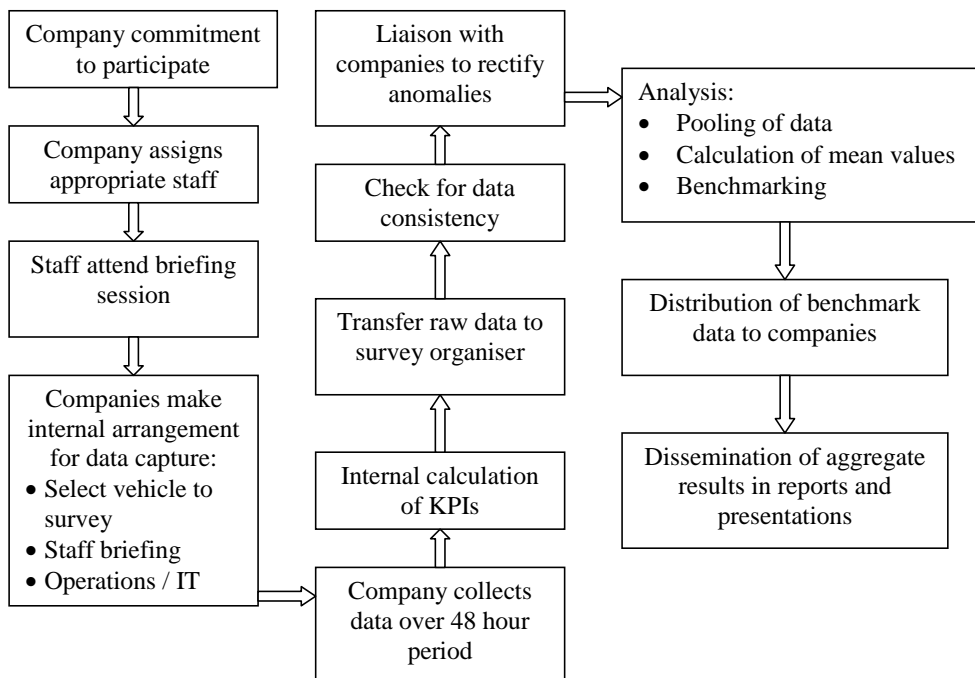 Company commitment
to participate
Company assigns
appropriate staff
Staff attend briefing
session
Companies make
internal arrangement
for data capture:
• Select vehicle to
survey
• Staff briefing
• Operations / IT
Company collects
data over 48 hour
period
Internal calculation
of KPIs
Transfer raw data to
survey organiser
Check for data
consistency
Liaison with
companies to rectify
anomalies
Analysis:
• Pooling of data
• Calculation of mean values
• Benchmarking
Distribution of benchmark
data to companies
Dissemination of aggregate
results in reports and
presentations